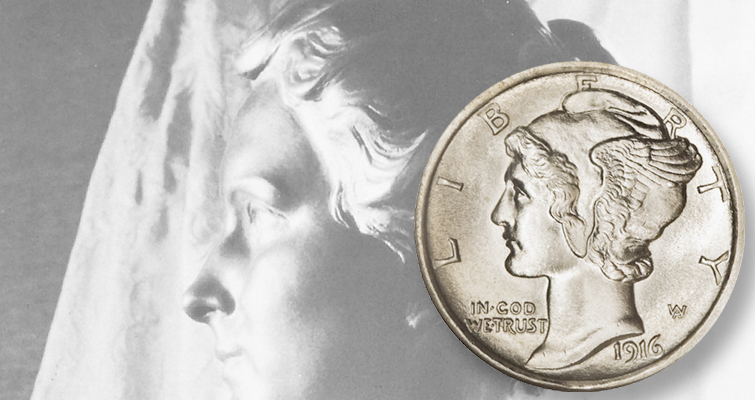 LIBERTY
IN·GOD
WE·TRUST
W
1916